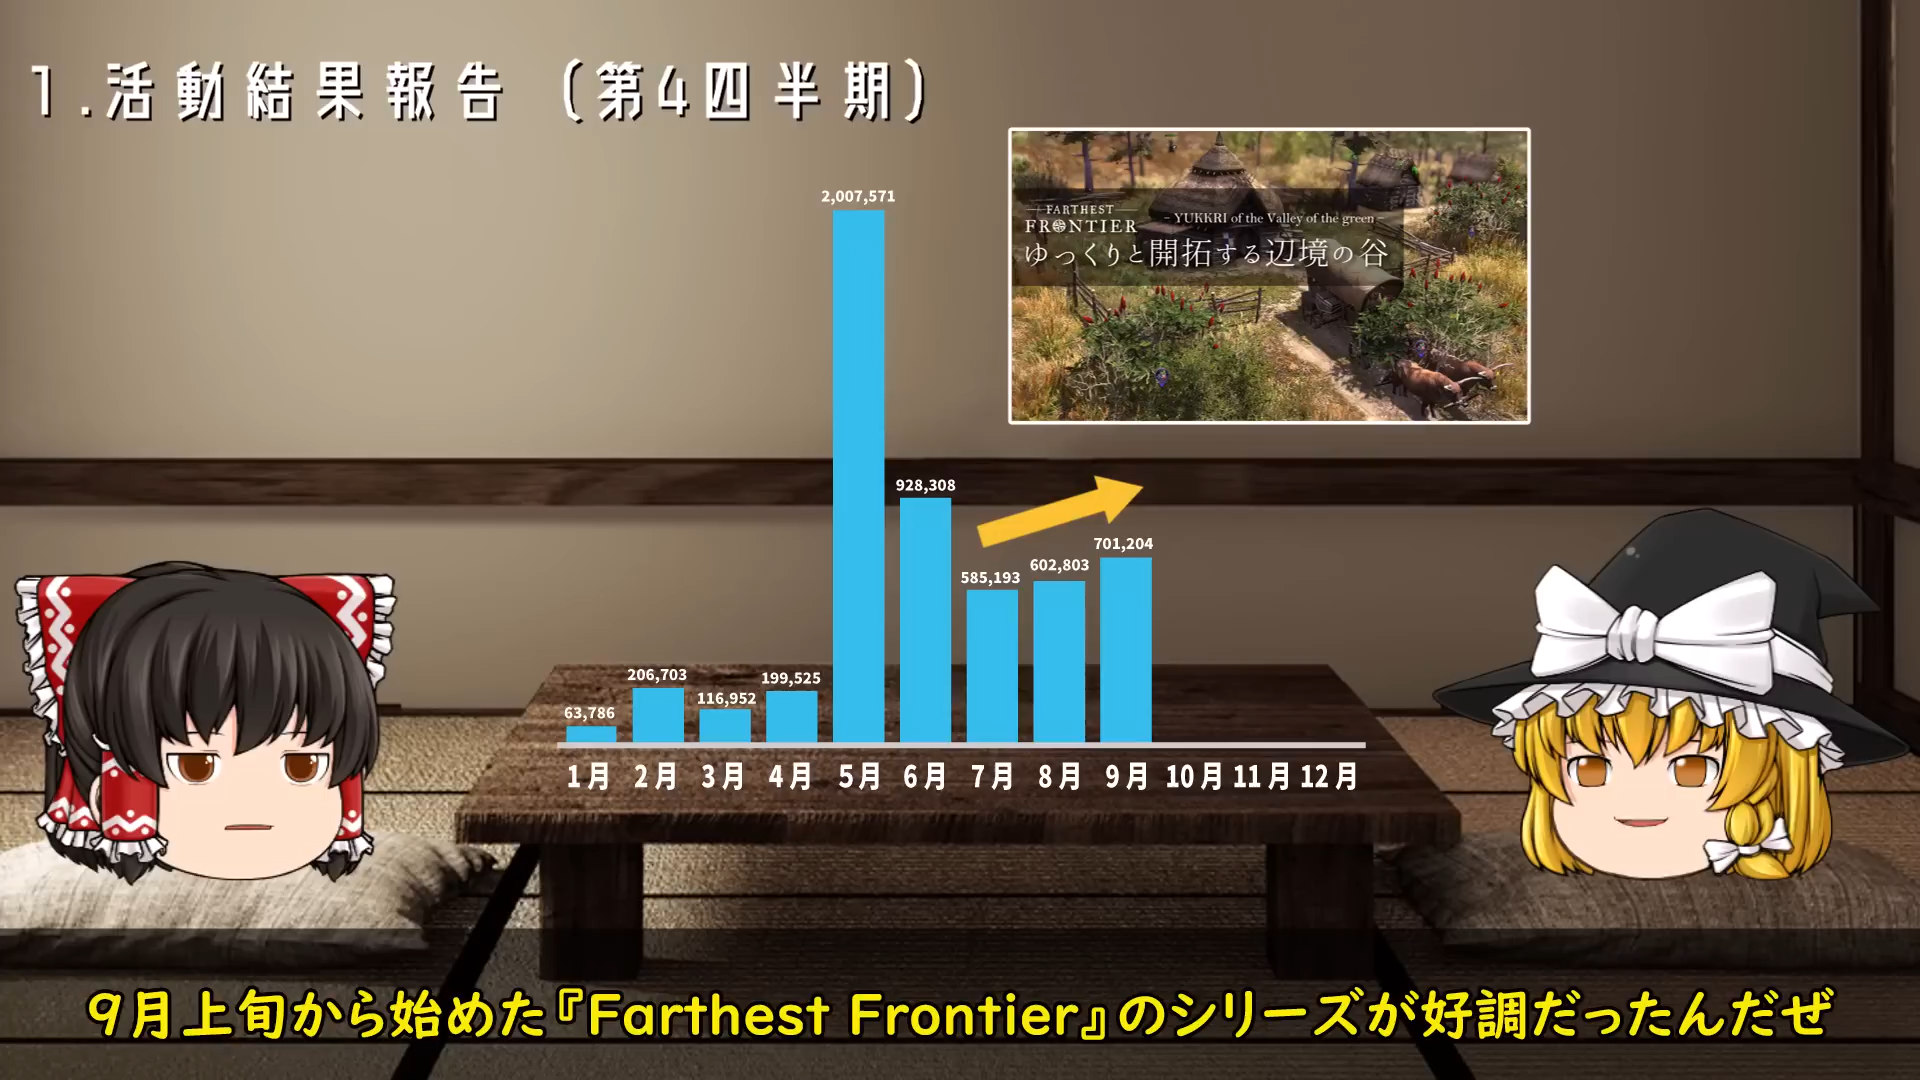 1.活動結果報告（第4四半期）
FARTHEST
FRONTIER
- YUKKRI of the Valley of the green -
ゆっくりと開拓する辺境の谷
2,007,571
928,308
701,204
602,803
585,193
206,703
199,525
116,952
63,786
1月 2月 3月 4月 5月 6月 7月 8月 9月 10月 11月 12月
9月上旬から始めた『Farthest Frontier』のシリーズが好調だったんだぜ